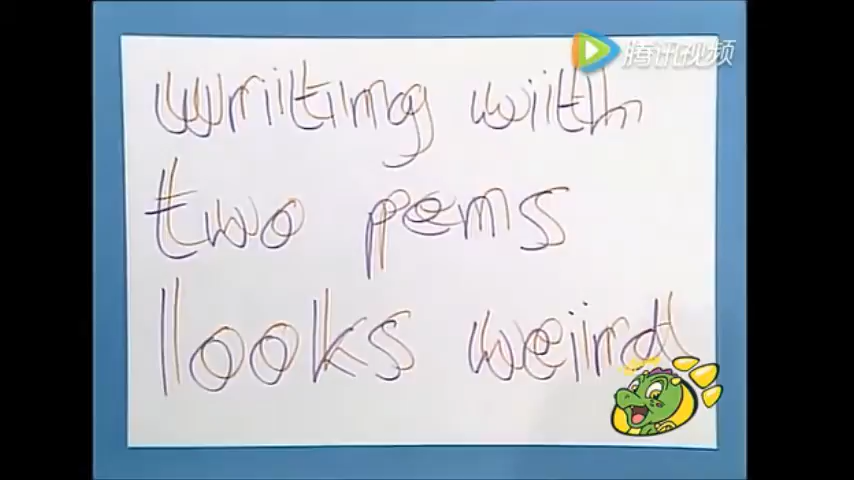 腾讯视频
writing with
two pens
looks weird